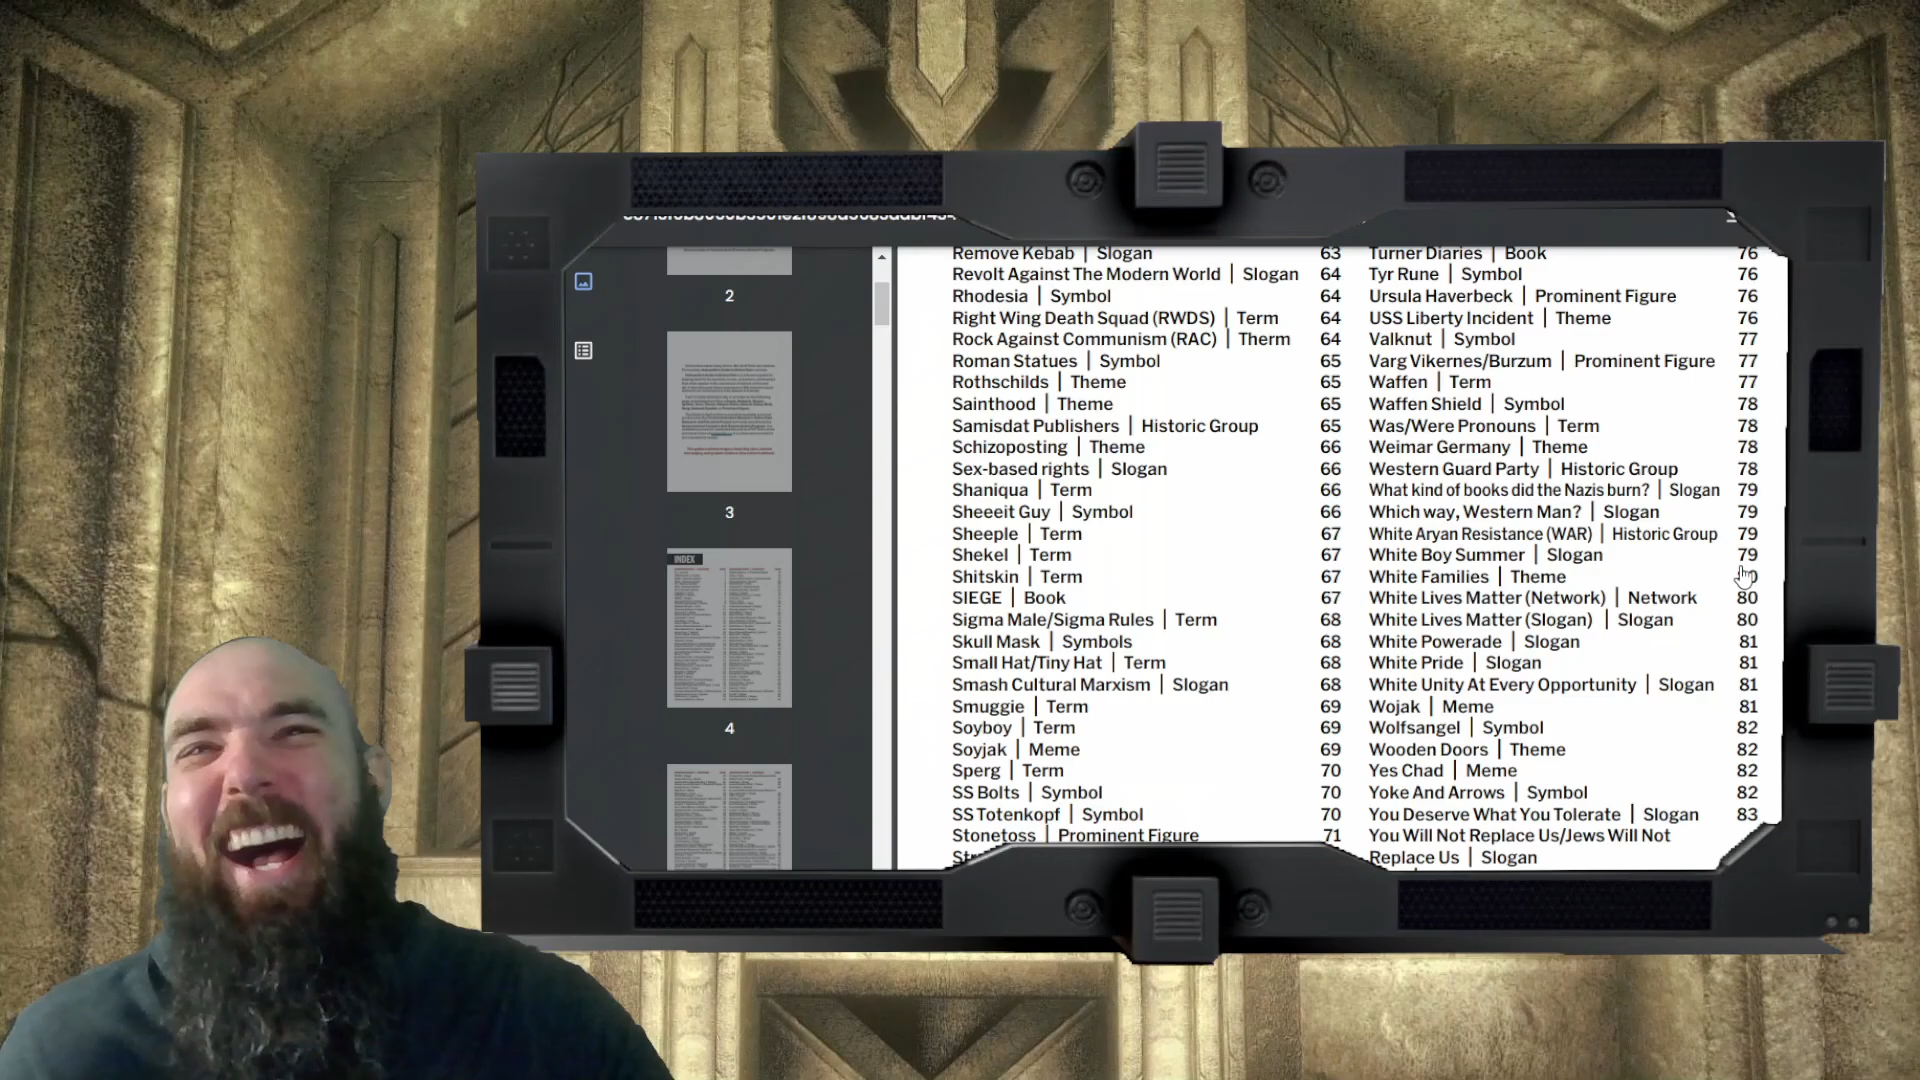 2
3
INDEX
4
Remove Kebab | Slogan 63
Revolt Against The Modern World | Slogan 64
Rhodesia | Symbol 64
Right Wing Death Squad (RWDS) | Term 64
Rock Against Communism (RAC) | Therm 64
Roman Statues | Symbol 65
Rothschilds | Theme 65
Sainthood | Theme 65
Samisdat Publishers | Historic Group 65
Schizoposting | Theme 66
Sex-based rights | Slogan 66
Shaniqua | Term 66
Sheeeit Guy | Symbol 66
Sheeple | Term 67
Shekel | Term 67
Shitskin | Term 67
SIEGE | Book 67
Sigma Male/Sigma Rules | Term 68
Skull Mask | Symbols 68
Small Hat/Tiny Hat | Term 68
Smash Cultural Marxism | Slogan 68
Smuggie | Term 69
Soyboy | Term 69
Soyjak | Meme 69
Sperg | Term 70
SS Bolts | Symbol 70
SS Totenkopf | Symbol 70
Stonetoss | Prominent Figure 71
Turner Diaries | Book 76
Tyr Rune | Symbol 76
Ursula Haverbeck | Prominent Figure 76
USS Liberty Incident | Theme 76
Valknut | Symbol 77
Varg Vikernes/Burzum | Prominent Figure 77
Waffen | Term 77
Waffen Shield | Symbol 78
Was/Were Pronouns | Term 78
Weimar Germany | Theme 78
Western Guard Party | Historic Group 78
What kind of books did the Nazis burn? | Slogan 79
Which way, Western Man? | Slogan 79
White Aryan Resistance (WAR) | Historic Group 79
White Boy Summer | Slogan 79
White Families | Theme
White Lives Matter (Network) | Network 80
White Lives Matter (Slogan) | Slogan 80
White Powerade | Slogan 81
White Pride | Slogan 81
White Unity At Every Opportunity | Slogan 81
Wojak | Meme 81
Wolfsangel | Symbol 82
Wooden Doors | Theme 82
Yes Chad | Meme 82
Yoke And Arrows | Symbol 82
You Deserve What You Tolerate | Slogan 83
You Will Not Replace Us/Jews Will Not
Replace Us | Slogan